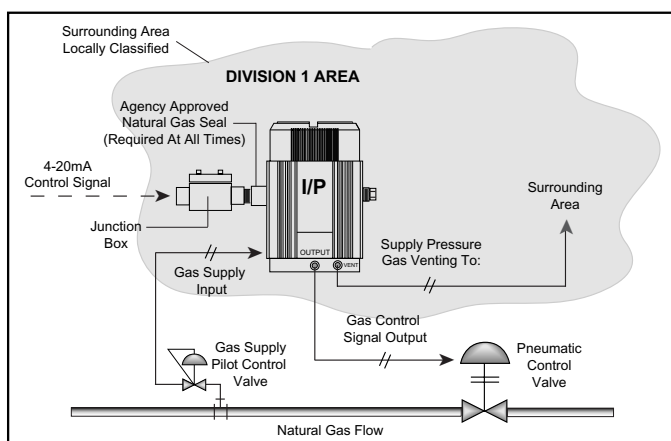 Surrounding Area
Locally Classified
DIVISION 1 AREA
Agency Approved
Natural Gas Seal
(Required At All Times)
4-20mA
Control Signal
I/P
Surrounding
Area
Junction
Box
OUTPUT
VENT
Supply Pressure
Gas Venting To:
Gas Supply
Input
Gas Control
Signal Output
Gas Supply
Pilot Control
Valve
Pneumatic
Control
Valve
Natural Gas Flow